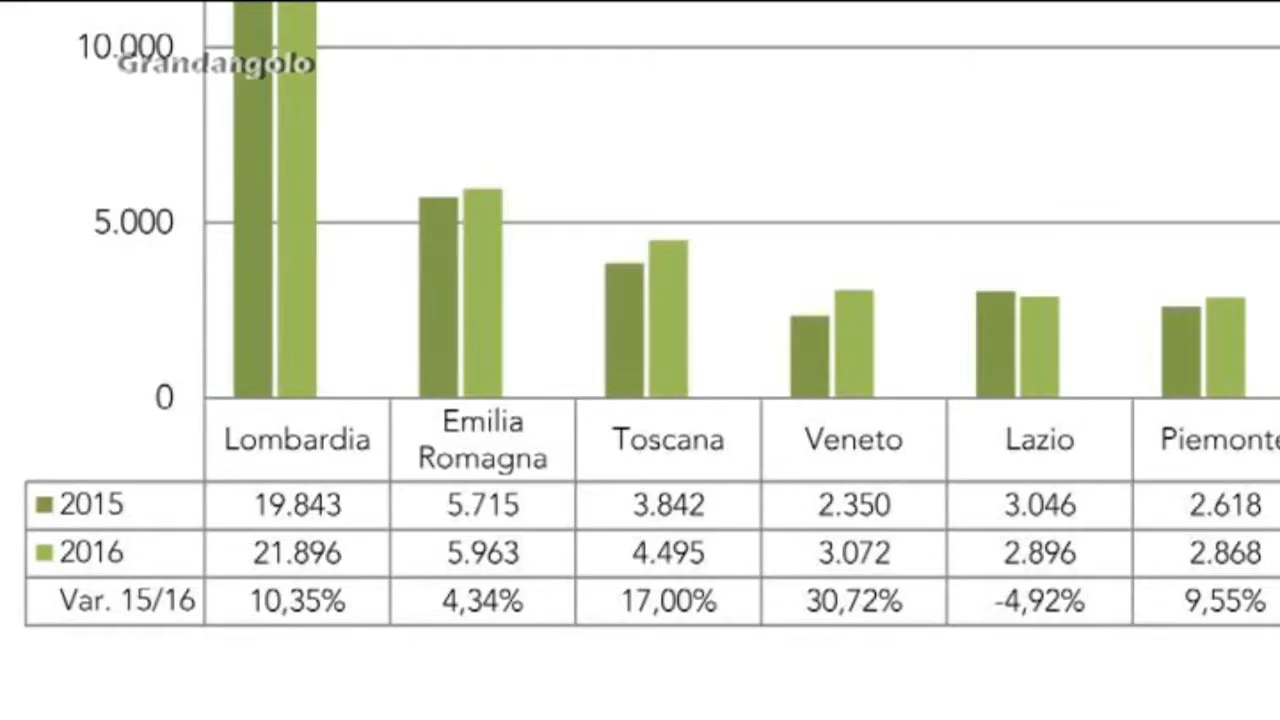 10.000
Grandangolo
5.000
0
Lombardia Emilia Romagna Toscana Veneto Lazio Piemonte
2015 19.843 5.715 3.842 2.350 3.046 2.618
2016 21.896 5.963 4.495 3.072 2.896 2.868
Var. 15/16 10,35% 4,34% 17,00% 30,72% -4,92% 9,55%